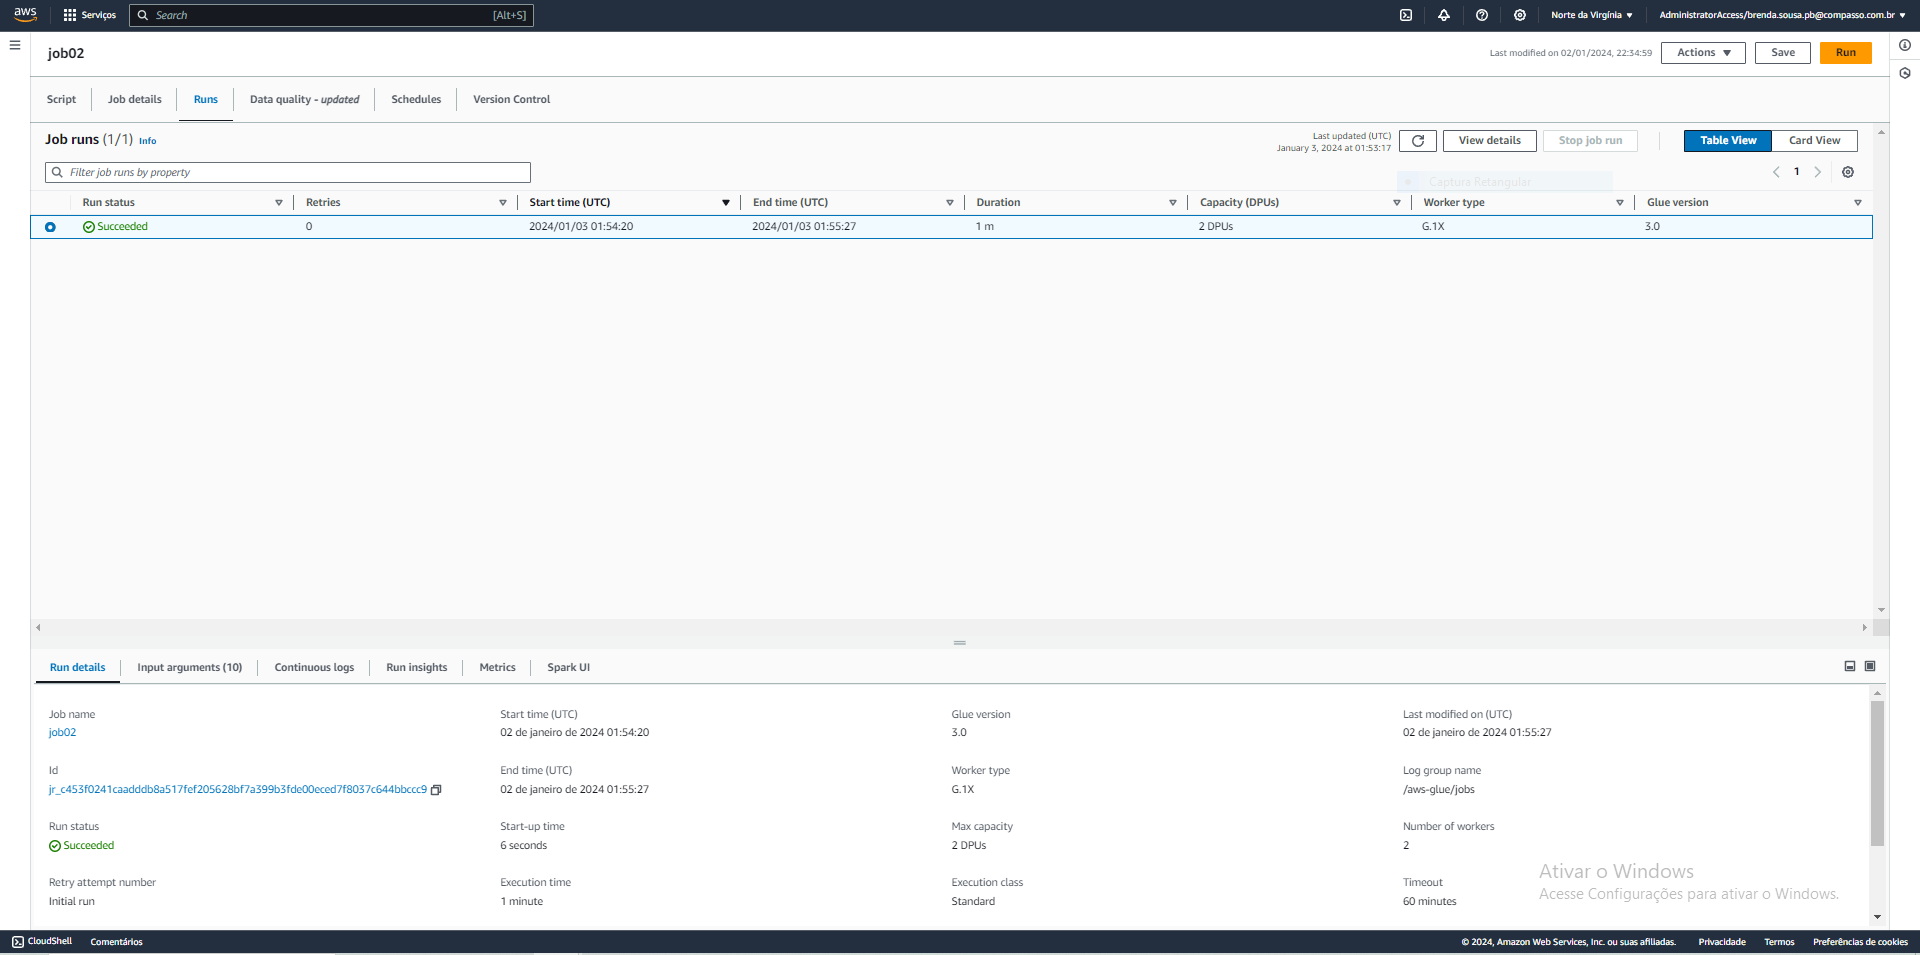 aws
Serviços
Search
[Alt+S]
Norte da Virgínia
AdministratorAccess/brenda.sousa.pb@compasso.com.br
job02
Last modified on 02/01/2024, 22:34:59
Actions
Save
Run
Script
Job details
Runs
Data quality - updated
Schedules
Version Control
Job runs (1/1) Info
Last updated (UTC)
January 3, 2024 at 01:53:17
View details
Stop job run
Table View
Card View
Filter job runs by property
1
Captura Retangular
Run status
Retries
Start time (UTC)
End time (UTC)
Duration
Capacity (DPUs)
Worker type
Glue version
Succeeded
0
2024/01/03 01:54:20
2024/01/03 01:55:27
1 m
2 DPUs
G.1X
3.0
Run details
Input arguments (10)
Continuous logs
Run insights
Metrics
Spark UI
Job name
job02
Start time (UTC)
02 de janeiro de 2024 01:54:20
Glue version
3.0
Last modified on (UTC)
02 de janeiro de 2024 01:55:27
Id
jr_c453f0241caadddb8a517fef205628bf7a399b3fde00eced7f8037c644bbccc9
End time (UTC)
02 de janeiro de 2024 01:55:27
Worker type
G.1X
Log group name
/aws-glue/jobs
Run status
Succeeded
Start-up time
6 seconds
Max capacity
2 DPUs
Number of workers
2
Retry attempt number
Initial run
Execution time
1 minute
Execution class
Standard
Timeout
60 minutes
Ativar o Windows
Acesse Configurações para ativar o Windows.
CloudShell
Comentários
© 2024, Amazon Web Services, Inc. ou suas afiliadas.
Privacidade
Termos
Preferências de cookies